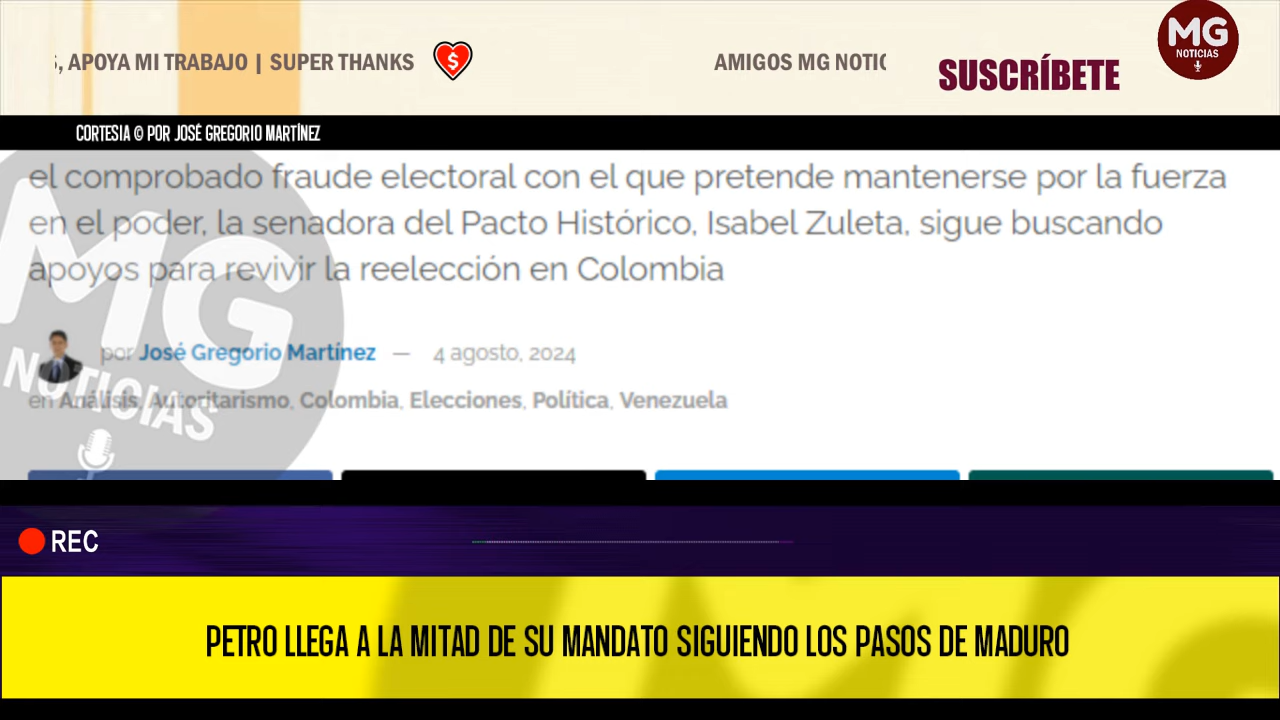 , APOYA MI TRABAJO | SUPER THANKS
AMIGOS MG NOTIC
SUSCRÍBETE
MG
NOTICIAS
CORTESIA © POR JOSÉ GREGORIO MARTÍNEZ
el comprobado fraude electoral con el que pretende mantenerse por la fuerza
en el poder, la senadora del Pacto Histórico, Isabel Zuleta, sigue buscando
apoyos para revivir la reelección en Colombia
MG
NOTICIAS
por José Gregorio Martínez — 4 agosto, 2024
en Análisis, Autoritarismo, Colombia, Elecciones, Política, Venezuela
REC
PETRO LLEGA A LA MITAD DE SU MANDATO SIGUIENDO LOS PASOS DE MADURO